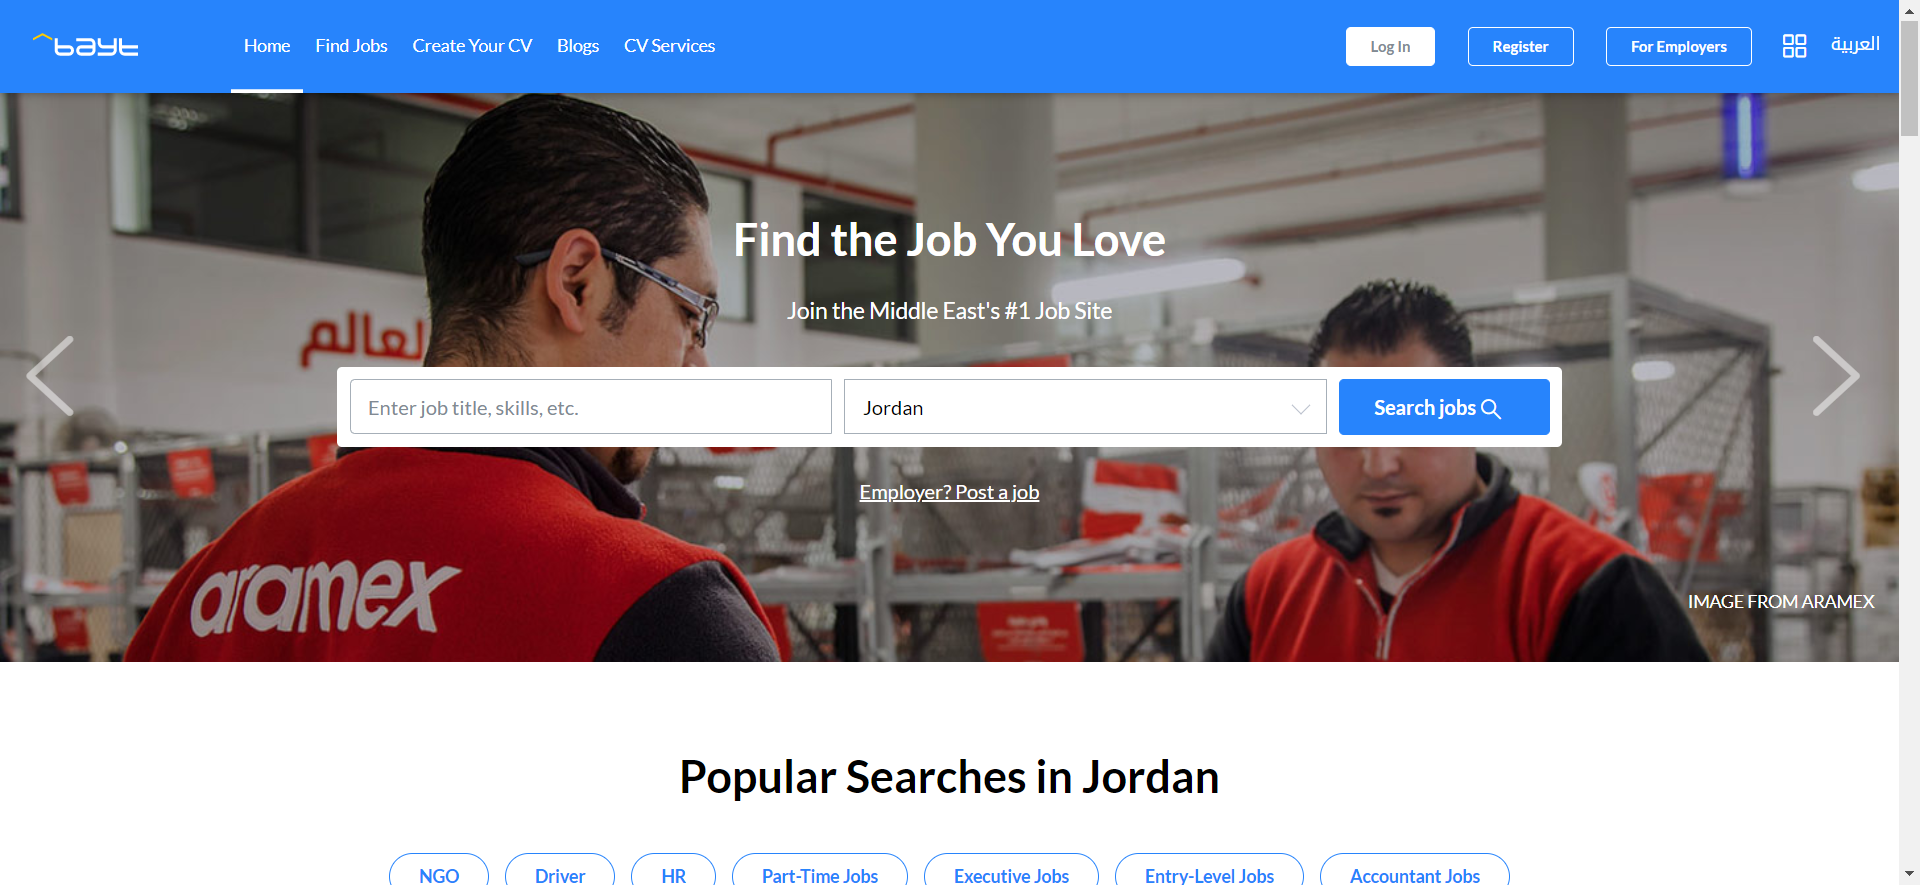 bayt
Home
Find Jobs
Create Your CV
Blogs
CV Services
Log In
Register
For Employers
العربية
Find the Job You Love
Join the Middle East's #1 Job Site
لعالم
Enter job title, skills, etc.
Jordan
Search jobs
Employer? Post a job
aramex
IMAGE FROM ARAMEX
Popular Searches in Jordan
NGO
Driver
HR
Part-Time Jobs
Executive Jobs
Entry-Level Jobs
Accountant Jobs